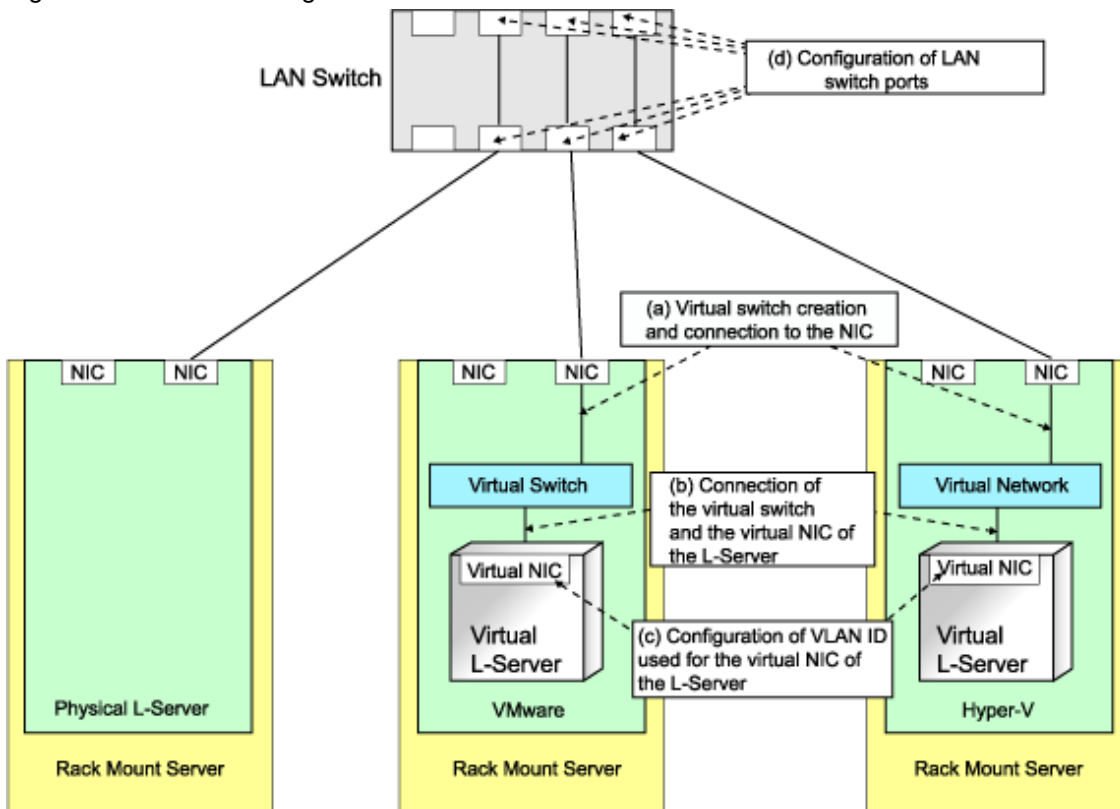 LAN Switch
(d) Configuration of LAN
switch ports
(a) Virtual switch creation
and connection to the NIC
NIC
NIC
NIC
NIC
NIC
NIC
Virtual Switch
(b) Connection of
the virtual switch
and the virtual NIC of
the L-Server
Virtual Network
Virtual NIC
Virtual NIC
Virtual
L-Server
(c) Configuration of VLAN ID
used for the virtual NIC of
the L-Server
Virtual
L-Server
Physical L-Server
VMware
Hyper-V
Rack Mount Server
Rack Mount Server
Rack Mount Server